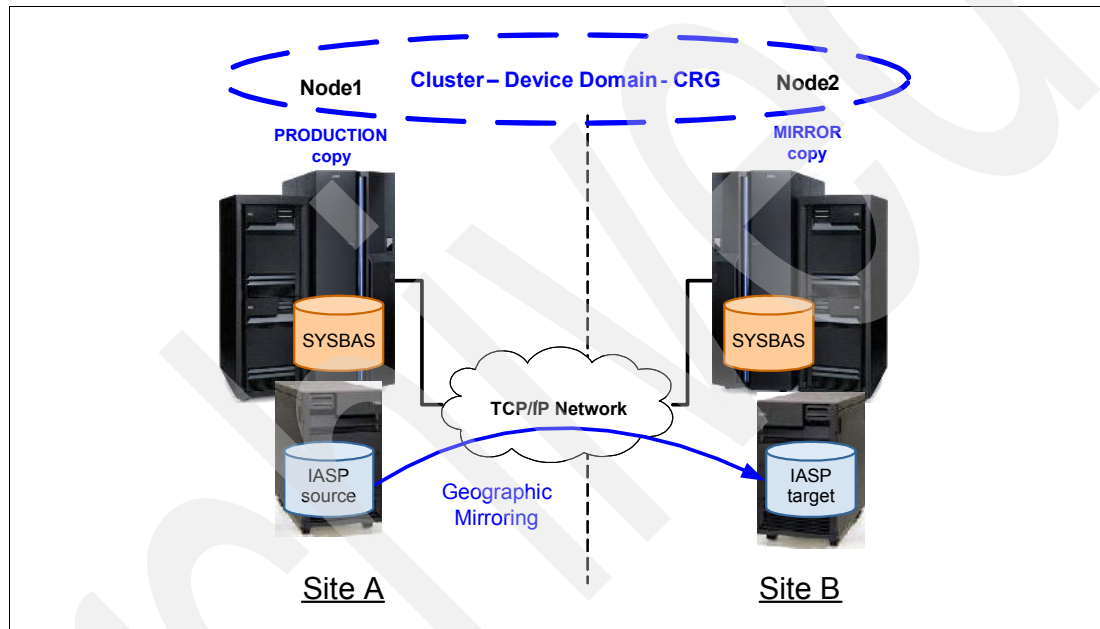 Cluster – Device Domain - CRG
Node1
Node2
PRODUCTION
copy
MIRROR
copy
SYSBAS
SYSBAS
TCP/IP Network
IASP
source
IASP
target
Geographic
Mirroring
Site A
Site B